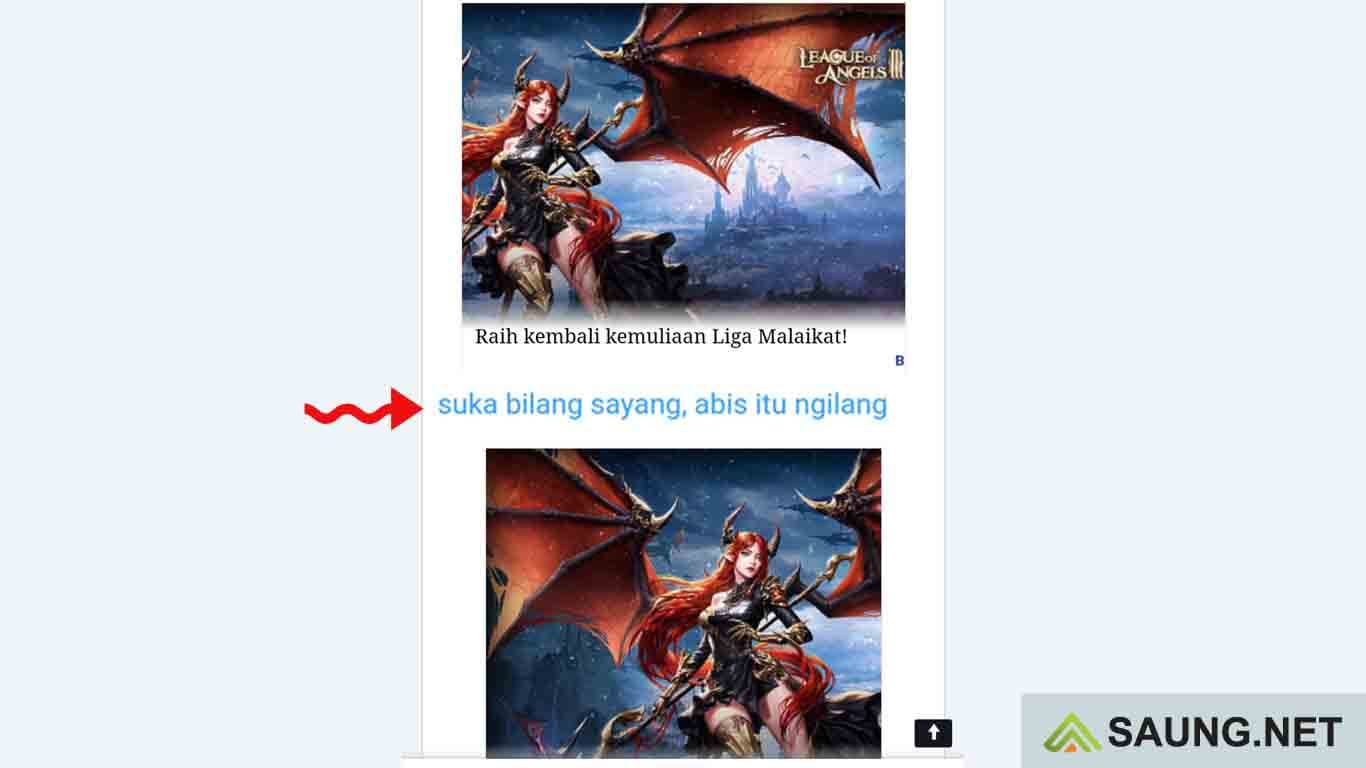 LEAGUE of
ANGELS III
Raih kembali kemuliaan Liga Malaikat!
B
suka bilang sayang, abis itu ngilang
SAUNG.NET